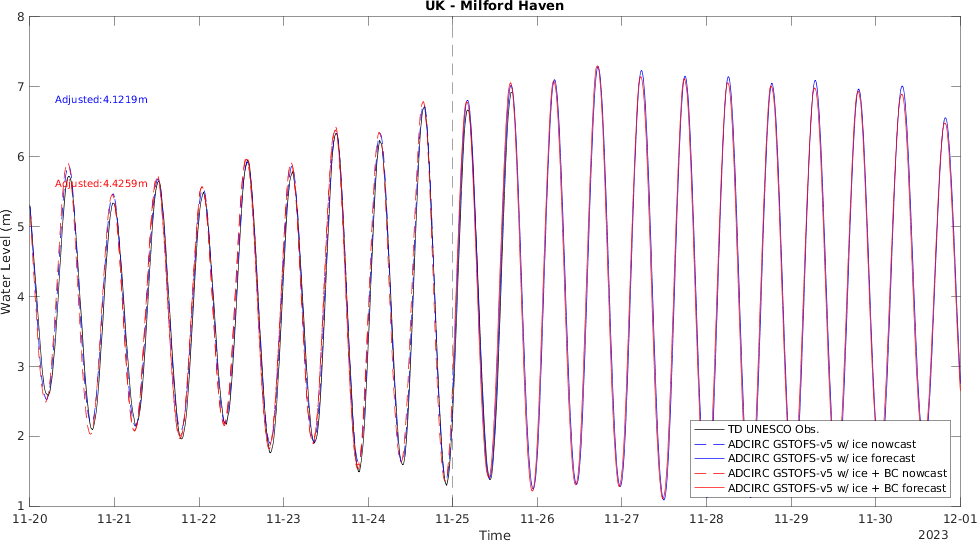 UK - Milford Haven
8
7
6
5
4
3
2
1
Water Level (m)
Adjusted:4.1219m
Adjusted:4.4259m
TD UNESCO Obs.
ADCIRC GSTOFS-v5 w/ ice nowcast
ADCIRC GSTOFS-v5 w/ ice forecast
ADCIRC GSTOFS-v5 w/ ice + BC nowcast
ADCIRC GSTOFS-v5 w/ ice + BC forecast
11-20 11-21 11-22 11-23 11-24 11-25 11-26 11-27 11-28 11-29 11-30 12-01
Time
2023